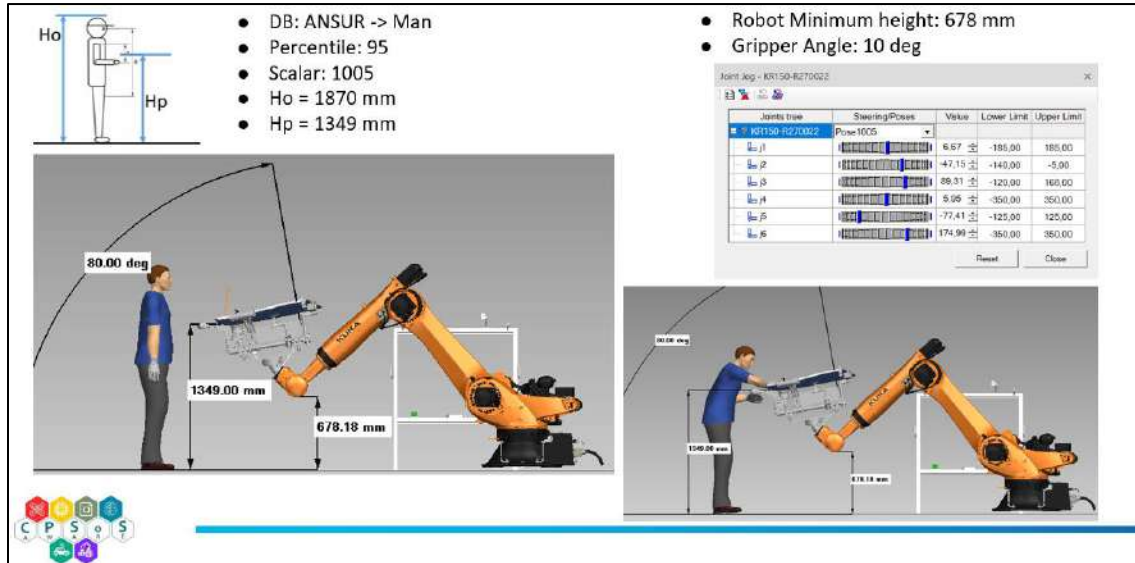 Ho
Hp
● DB: ANSUR -> Man
● Percentile: 95
● Scalar: 1005
● Ho = 1870 mm
● Hp = 1349 mm
● Robot Minimum height: 678 mm
● Gripper Angle: 10 deg
Joint Jog - KR150-R270022
Joints tree Steering/Poses Value Lower Limit Upper Limit
KR150-R270022 Pose1005
j1 6,67 -185,00 185,00
j2 -47,15 -140,00 -5,00
j3 89,31 -120,00 168,00
j4 5,95 -350,00 350,00
j5 -77,41 -125,00 125,00
j6 174,99 -350,00 350,00
Reset Close
80.00 deg
KUKA
1349.00 mm
678.18 mm
80.00 deg
KUKA
1349.00 mm
678.18 mm
C P S o S